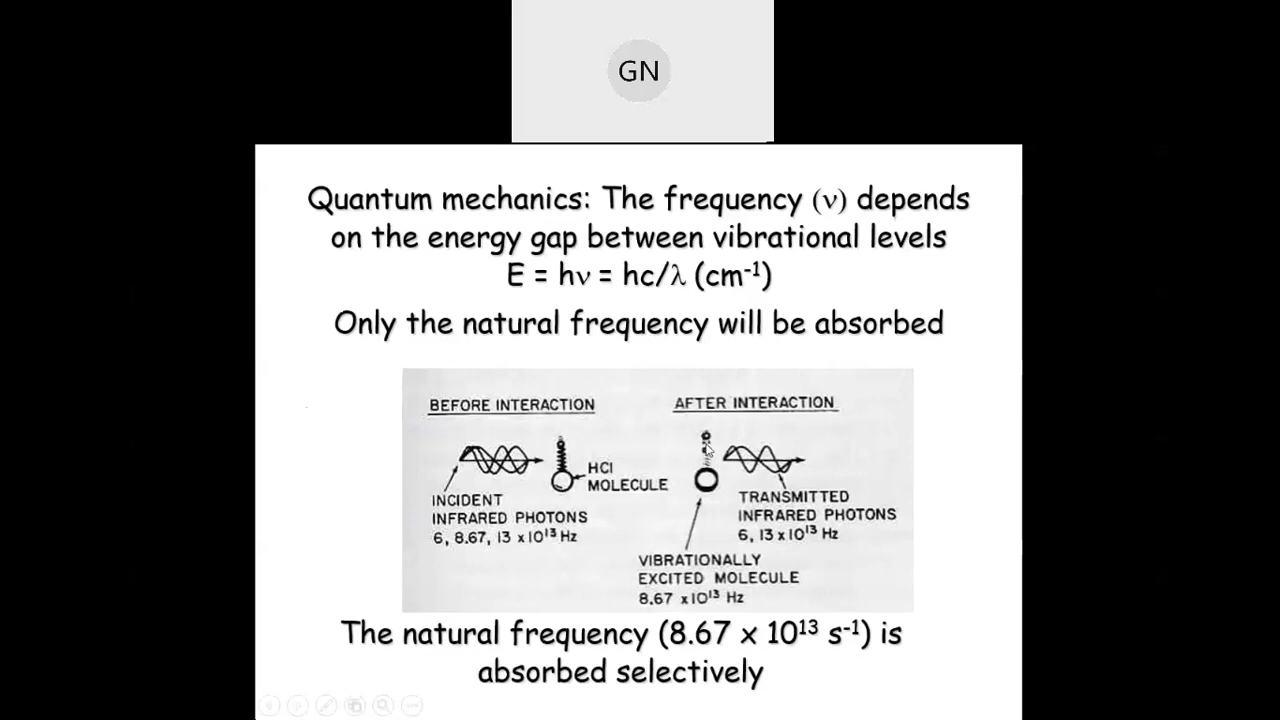 GN
Quantum mechanics: The frequency (ν) depends
on the energy gap between vibrational levels
E = hν = hc/λ (cm⁻¹)
Only the natural frequency will be absorbed
BEFORE INTERACTION
AFTER INTERACTION
HCl
MOLECULE
INCIDENT
INFRARED PHOTONS
6, 8.67, 13 x10¹³ Hz
TRANSMITTED
INFRARED PHOTONS
6, 13 x10¹³ Hz
VIBRATIONALLY
EXCITED MOLECULE
8.67 x10¹³ Hz
The natural frequency (8.67 x 10¹³ s⁻¹) is
absorbed selectively